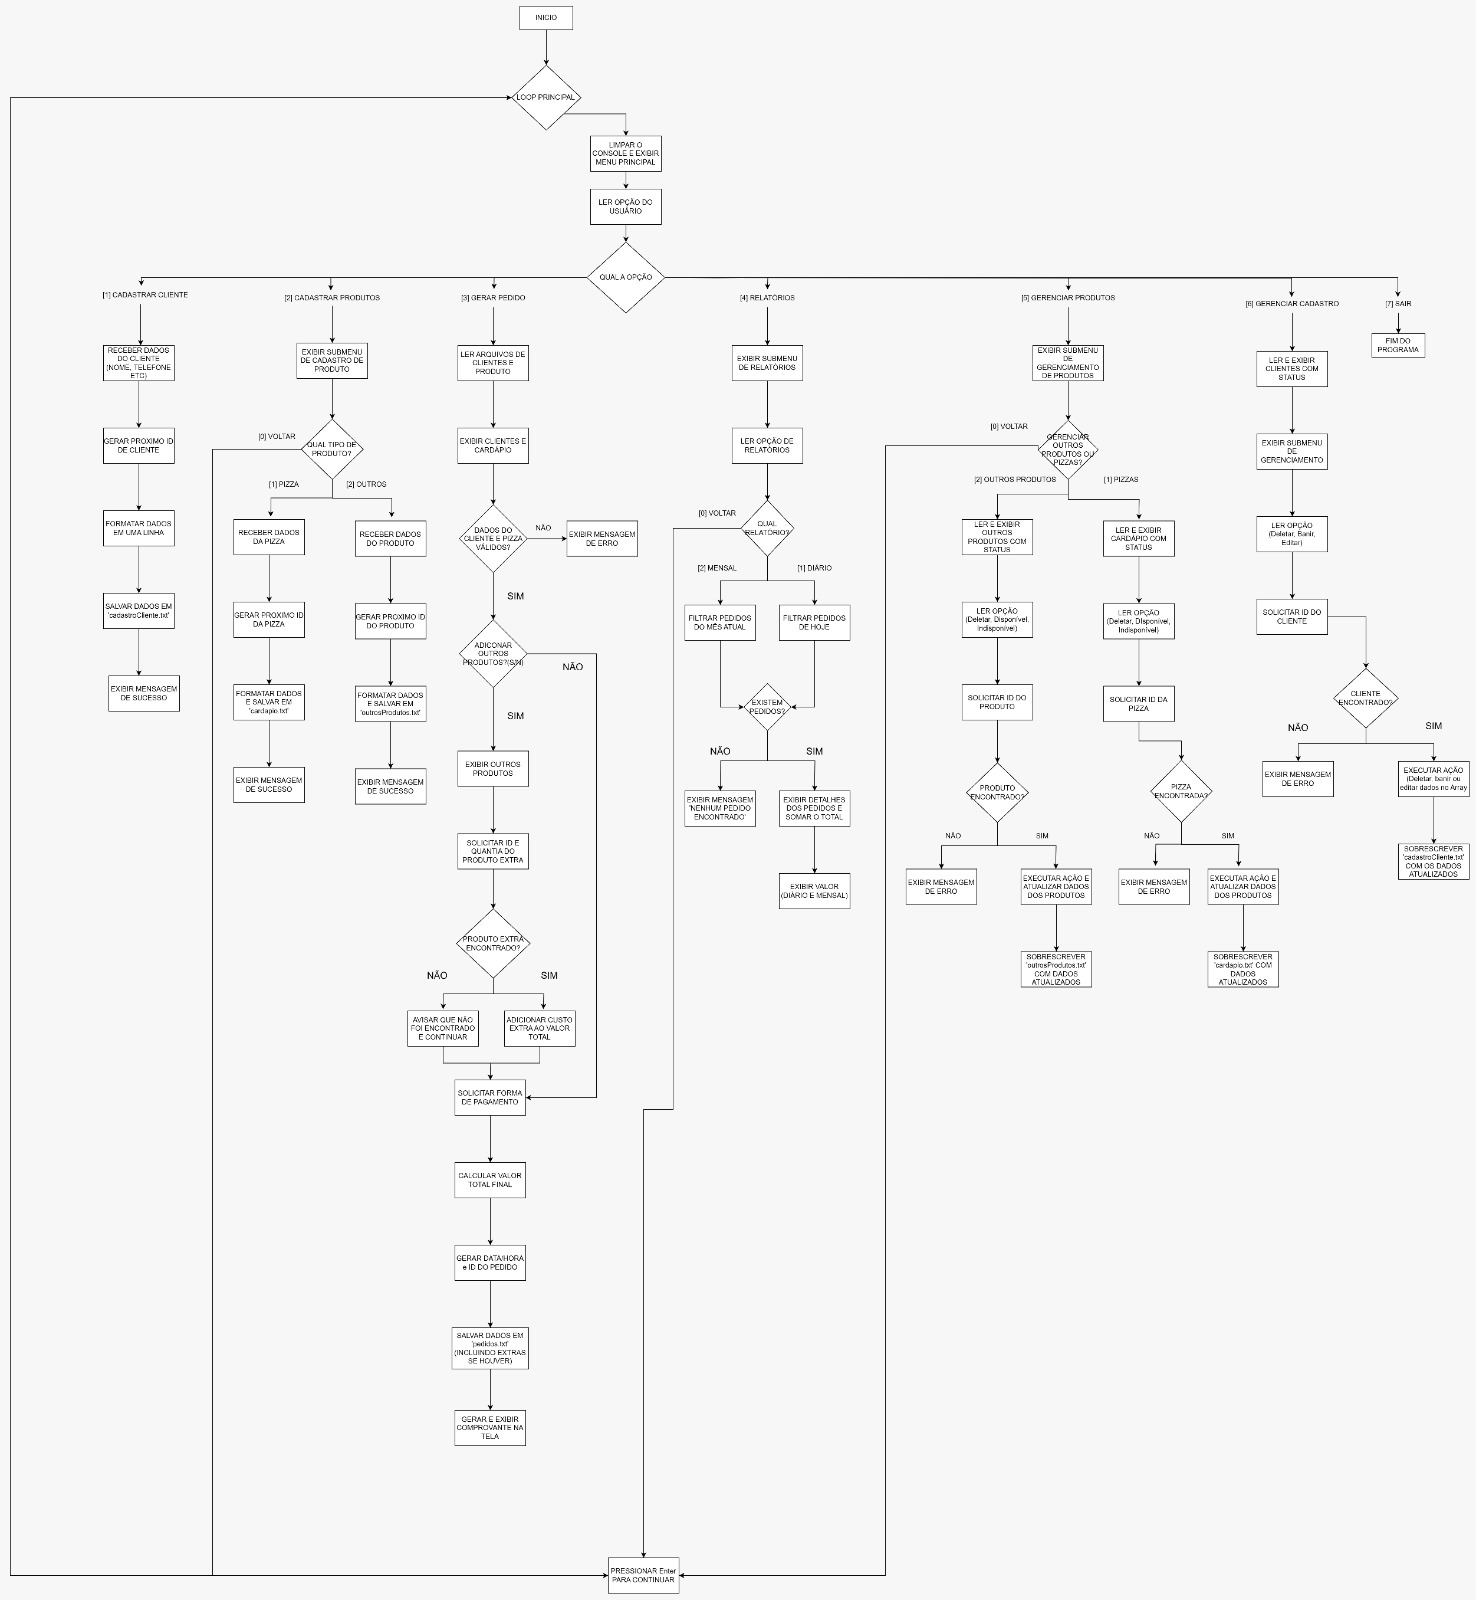 INICIO
LOOP PRINCIPAL
LIMPAR O
CONSOLE E EXIBIR
MENU PRINCIPAL
LER OPÇÃO DO
USUÁRIO
QUAL A OPÇÃO
[1] CADASTRAR CLIENTE
RECEBER DADOS
DO CLIENTE
(NOME, TELEFONE
ETC)
GERAR PROXIMO ID
DE CLIENTE
FORMATAR DADOS
EM UMA LINHA
SALVAR DADOS EM
'cadastroCliente.txt'
EXIBIR MENSAGEM
DE SUCESSO
[2] CADASTRAR PRODUTOS
EXIBIR SUBMENU
DE CADASTRO DE
PRODUTO
[0] VOLTAR
QUAL TIPO DE
PRODUTO?
[1] PIZZA
RECEBER DADOS
DA PIZZA
GERAR PROXIMO ID
DA PIZZA
FORMATAR DADOS
E SALVAR EM
'cardapio.txt'
EXIBIR MENSAGEM
DE SUCESSO
[2] OUTROS
RECEBER DADOS
DO PRODUTO
GERAR PROXIMO ID
DO PRODUTO
FORMATAR DADOS
E SALVAR EM
'outrosProdutos.txt'
EXIBIR MENSAGEM
DE SUCESSO
[3] GERAR PEDIDO
LER ARQUIVOS DE
CLIENTES E
PRODUTO
EXIBIR CLIENTES E
CARDÁPIO
DADOS DO
CLIENTE E PIZZA
VÁLIDOS?
NÃO
EXIBIR MENSAGEM
DE ERRO
SIM
ADICONAR
OUTROS
PRODUTOS?(S/N)
NÃO
SIM
EXIBIR OUTROS
PRODUTOS
SOLICITAR ID E
QUANTIA DO
PRODUTO EXTRA
PRODUTO EXTRA
ENCONTRADO?
NÃO
SIM
AVISAR QUE NÃO
FOI ENCONTRADO
E CONTINUAR
ADICIONAR CUSTO
EXTRA AO VALOR
TOTAL
SOLICITAR FORMA
DE PAGAMENTO
CALCULAR VALOR
TOTAL FINAL
GERAR DATA/HORA
e ID DO PEDIDO
SALVAR DADOS EM
'pedidos.txt'
(INCLUINDO EXTRAS
SE HOUVER)
GERAR E EXIBIR
COMPROVANTE NA
TELA
[4] RELATÓRIOS
EXIBIR SUBMENU
DE RELATÓRIOS
LER OPÇÃO DE
RELATÓRIOS
[0] VOLTAR
QUAL
RELATÓRIO?
[2] MENSAL
[1] DIÁRIO
FILTRAR PEDIDOS
DO MÊS ATUAL
FILTRAR PEDIDOS
DE HOJE
EXISTEM
PEDIDOS?
NÃO
SIM
EXIBIR MENSAGEM
'NENHUM PEDIDO
ENCONTRADO'
EXIBIR DETALHES
DOS PEDIDOS E
SOMAR O TOTAL
EXIBIR VALOR
(DIÁRIO E MENSAL)
[5] GERENCIAR PRODUTOS
EXIBIR SUBMENU
DE
GERENCIAMENTO
DE PRODUTOS
[0] VOLTAR
GERENCIAR
OUTROS
PRODUTOS OU
PIZZAS?
[2] OUTROS PRODUTOS
LER E EXIBIR
OUTROS
PRODUTOS COM
STATUS
LER OPÇÃO
(Deletar, Disponível,
Indisponível)
SOLICITAR ID DO
PRODUTO
PRODUTO
ENCONTRADO?
NÃO
SIM
EXIBIR MENSAGEM
DE ERRO
EXECUTAR AÇÃO E
ATUALIZAR DADOS
DOS PRODUTOS
SOBRESCREVER
'outrosProdutos.txt'
COM DADOS
ATUALIZADOS
[1] PIZZAS
LER E EXIBIR
CARDÁPIO COM
STATUS
LER OPÇÃO
(Deletar, DIsponivel,
Indisponível)
SOLICITAR ID DA
PIZZA
PIZZA
ENCONTRADA?
NÃO
SIM
EXIBIR MENSAGEM
DE ERRO
EXECUTAR AÇÃO E
ATUALIZAR DADOS
DOS PRODUTOS
SOBRESCREVER
'cardapio.txt' COM
DADOS
ATUALIZADOS
[6] GERENCIAR CADASTRO
LER E EXIBIR
CLIENTES COM
STATUS
EXIBIR SUBMENU
DE
GERENCIAMENTO
LER OPÇÃO
(Deletar, Banir,
Editar)
SOLICITAR ID DO
CLIENTE
CLIENTE
ENCONTRADO?
NÃO
SIM
EXIBIR MENSAGEM
DE ERRO
EXECUTAR AÇÃO
(Deletar, banir ou
editar dados no Array
SOBRESCREVER
'cadastroCliente.txt'
COM OS DADOS
ATUALIZADOS
[7] SAIR
FIM DO
PROGRAMA
PRESSIONAR Enter
PARA CONTINUAR